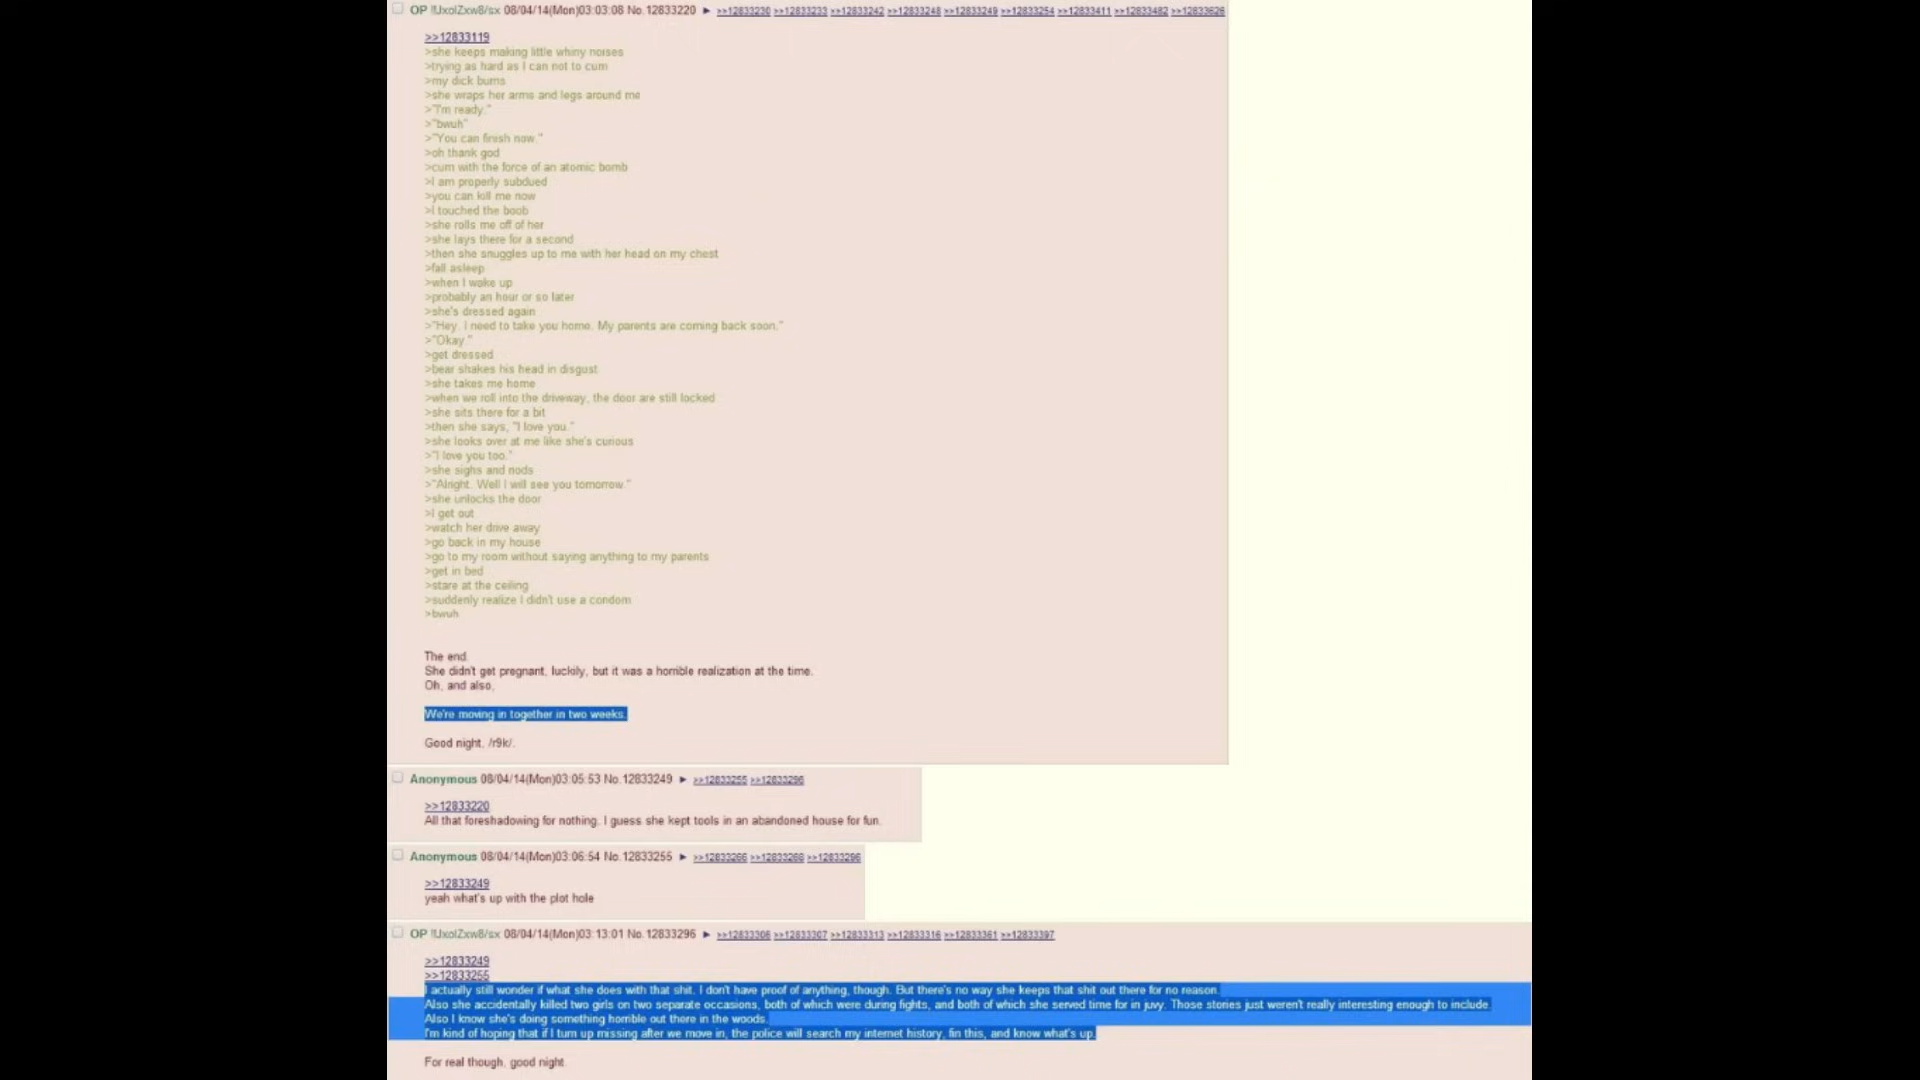 OP !UxolZxw8/sx 08/04/14(Mon)03:03:08 No.12833220 ► >>12833230 >>12833233 >>12833242 >>12833248 >>12833249 >>12833254 >>12833411 >>12833482 >>12833626
>>12833119
>she keeps making little whiny noises
>trying as hard as I can not to cum
>my dick burns
>she wraps her arms and legs around me
>"I'm ready."
>"bwuh"
>"You can finish now."
>oh thank god
>cum with the force of an atomic bomb
>I am properly subdued
>you can kill me now
>I touched the boob
>she rolls me off of her
>she lays there for a second
>then she snuggles up to me with her head on my chest
>fall asleep
>when I woke up
>probably an hour or so later
>she's dressed again
>"Hey. I need to take you home. My parents are coming back soon."
>"Okay."
>get dressed
>bear shakes his head in disgust
>she takes me home
>when we roll into the driveway, the door are still locked
>she sits there for a bit
>then she says, "I love you."
>she looks over at me like she's curious
>"I love you too."
>she sighs and nods
>"Alright. Well I will see you tomorrow."
>she unlocks the door
>I get out
>watch her drive away
>go back in my house
>go to my room without saying anything to my parents
>get in bed
>stare at the ceiling
>suddenly realize I didn't use a condom
>bwuh
The end.
She didn't get pregnant, luckily, but it was a horrible realization at the time.
Oh, and also,
We're moving in together in two weeks.
Good night, /r9k/.
Anonymous 08/04/14(Mon)03:05:53 No.12833249 ► >>12833255 >>12833296
>>12833220
All that foreshadowing for nothing. I guess she kept tools in an abandoned house for fun.
Anonymous 08/04/14(Mon)03:06:54 No.12833255 ► >>12833266 >>12833268 >>12833296
>>12833249
yeah what's up with the plot hole
OP !UxolZxw8/sx 08/04/14(Mon)03:13:01 No.12833296 ► >>12833306 >>12833307 >>12833313 >>12833316 >>12833361 >>12833397
>>12833249
>>12833255
I actually still wonder if what she does with that shit. I don't have proof of anything, though. But there's no way she keeps that shit out there for no reason.
Also she accidentally killed two girls on two separate occasions, both of which were during fights, and both of which she served time for in juvy. Those stories just weren't really interesting enough to include.
Also I know she's doing something horrible out there in the woods.
I'm kind of hoping that if I turn up missing after we move in, the police will search my internet history, fin this, and know what's up.
For real though, good night.